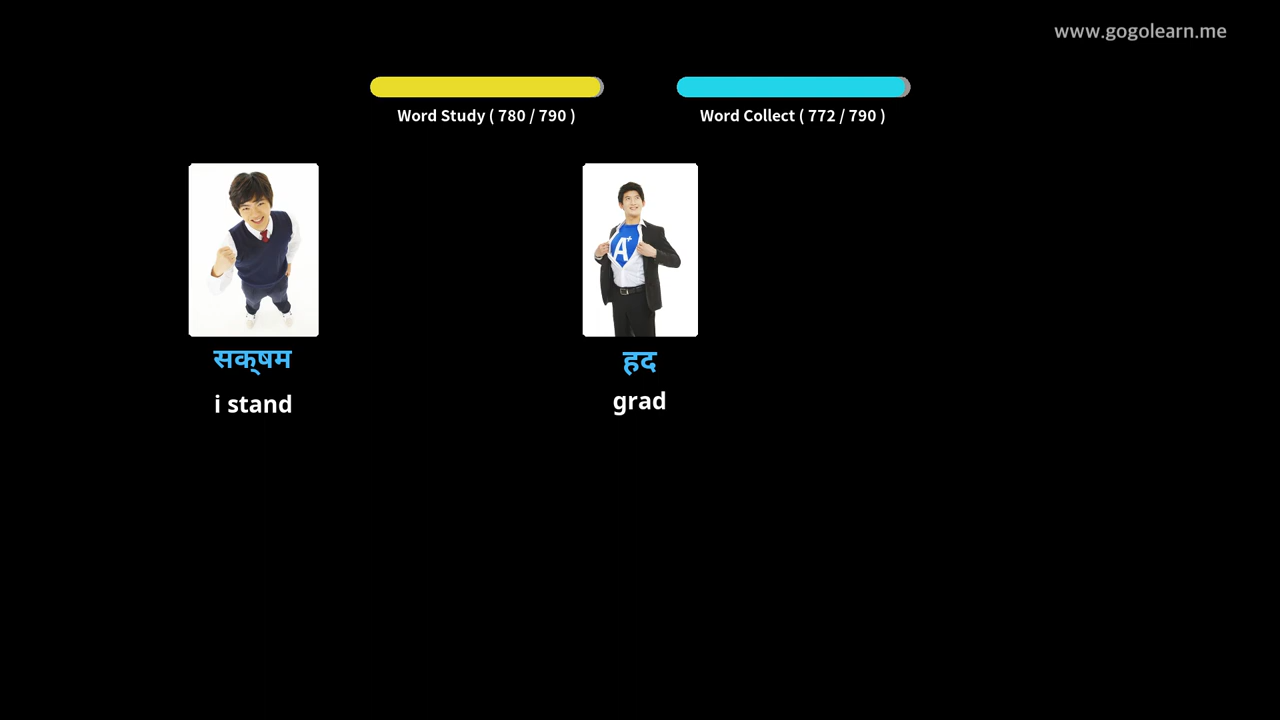 www.gogolearn.me
Word Study ( 780 / 790 )
Word Collect ( 772 / 790 )
A+
सक्‌षम
हद
i stand
grad